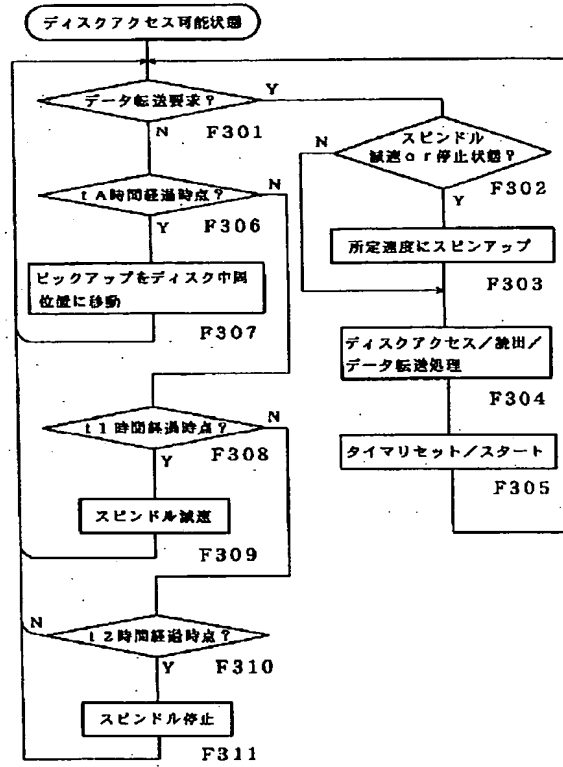 ディスクアクセス可能状態
データ転送要求？
Y
N
F301
スピンドル
減速or停止状態？
N
F302
Y
所定速度にスピンアップ
F303
ディスクアクセス／読出／
データ転送処理
F304
タイマリセット／スタート
F305
tA時間経過時点？
N
Y
F306
ピックアップをディスク中間
位置に移動
F307
t1時間経過時点？
N
Y
F308
スピンドル減速
F309
t2時間経過時点？
N
Y
F310
スピンドル停止
F311